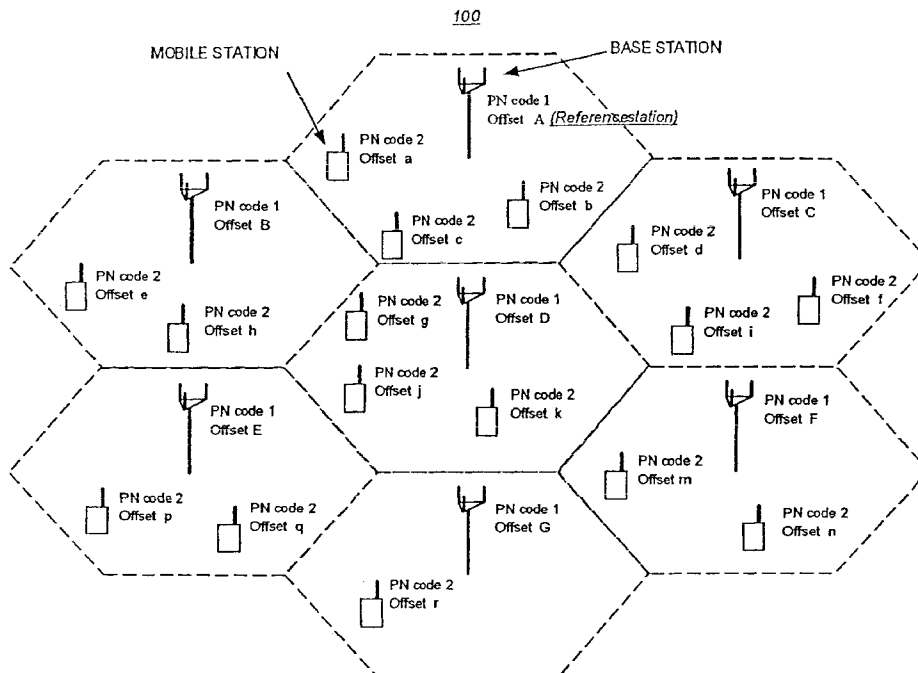 100
MOBILE STATION
BASE STATION
PN code 1
Offset A (Referencestation)
PN code 2
Offset a
PN code 2
Offset b
PN code 2
Offset c
PN code 1
Offset B
PN code 2
Offset e
PN code 2
Offset h
PN code 1
Offset C
PN code 2
Offset d
PN code 2
Offset f
PN code 2
Offset i
PN code 2
Offset g
PN code 1
Offset D
PN code 2
Offset j
PN code 2
Offset k
PN code 1
Offset E
PN code 2
Offset p
PN code 2
Offset q
PN code 1
Offset F
PN code 2
Offset m
PN code 2
Offset n
PN code 1
Offset G
PN code 2
Offset r